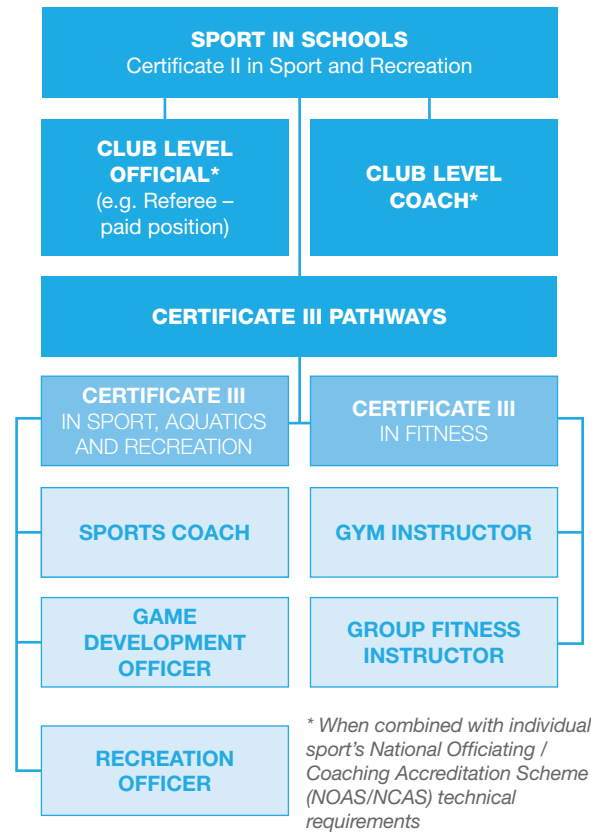 SPORT IN SCHOOLS
Certificate II in Sport and Recreation
CLUB LEVEL
OFFICIAL*
(e.g. Referee –
paid position)
CLUB LEVEL
COACH*
CERTIFICATE III PATHWAYS
CERTIFICATE III
IN SPORT, AQUATICS
AND RECREATION
CERTIFICATE III
IN FITNESS
SPORTS COACH
GYM INSTRUCTOR
GAME
DEVELOPMENT
OFFICER
GROUP FITNESS
INSTRUCTOR
RECREATION
OFFICER
* When combined with individual
sport's National Officiating /
Coaching Accreditation Scheme
(NOAS/NCAS) technical
requirements